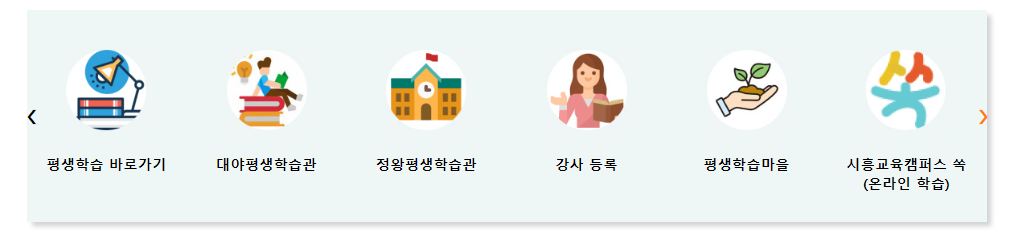 평생학습 바로가기
대야평생학습관
정왕평생학습관
강사 등록
평생학습마을
쏙
시흥교육캠퍼스 쏙
(온라인 학습)